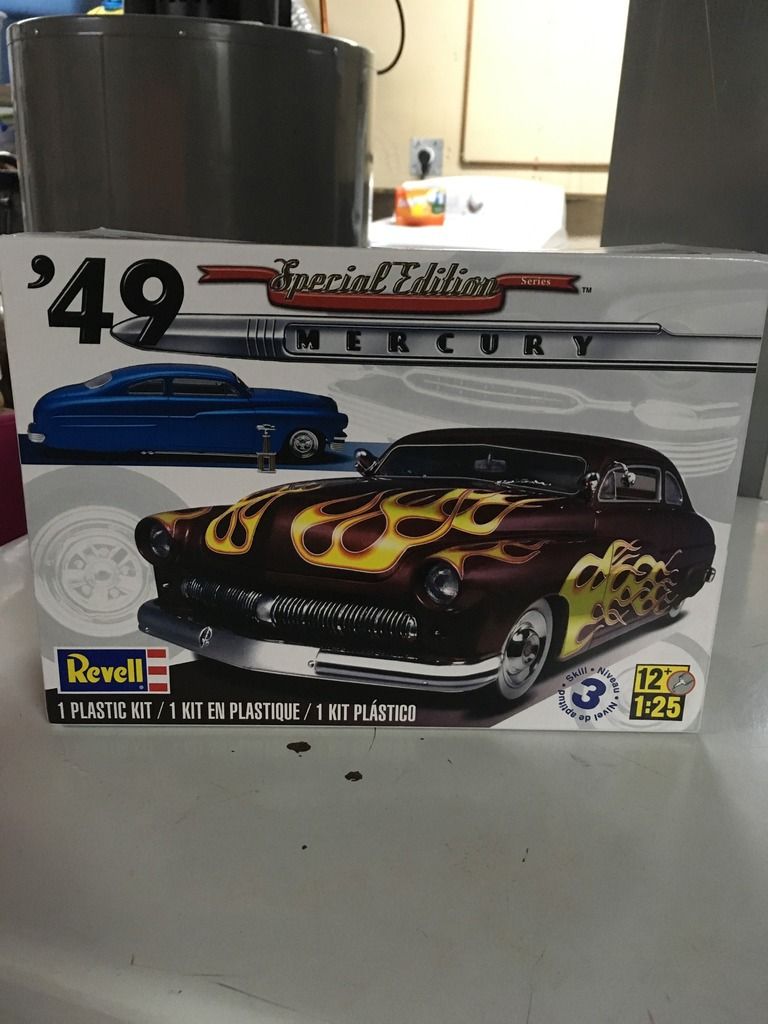 '49
Special Edition Series ™
MERCURY
Revell
1 PLASTIC KIT / 1 KIT EN PLASTIQUE / 1 KIT PLÁSTICO
Skill • Niveau • Nivel de aptitud •
3
12+
1:25